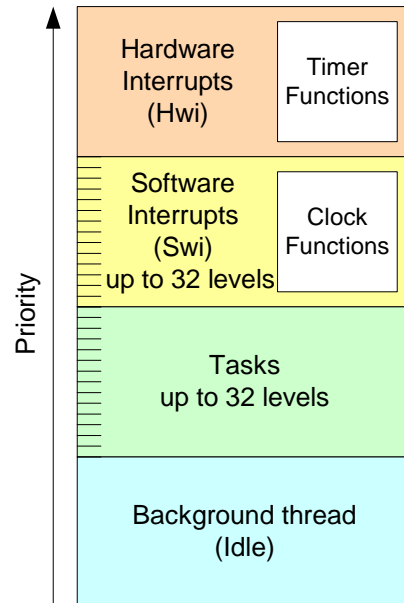 Priority
Hardware
Interrupts
(Hwi)
Timer
Functions
Software
Interrupts
(Swi)
up to 32 levels
Clock
Functions
Tasks
up to 32 levels
Background thread
(Idle)